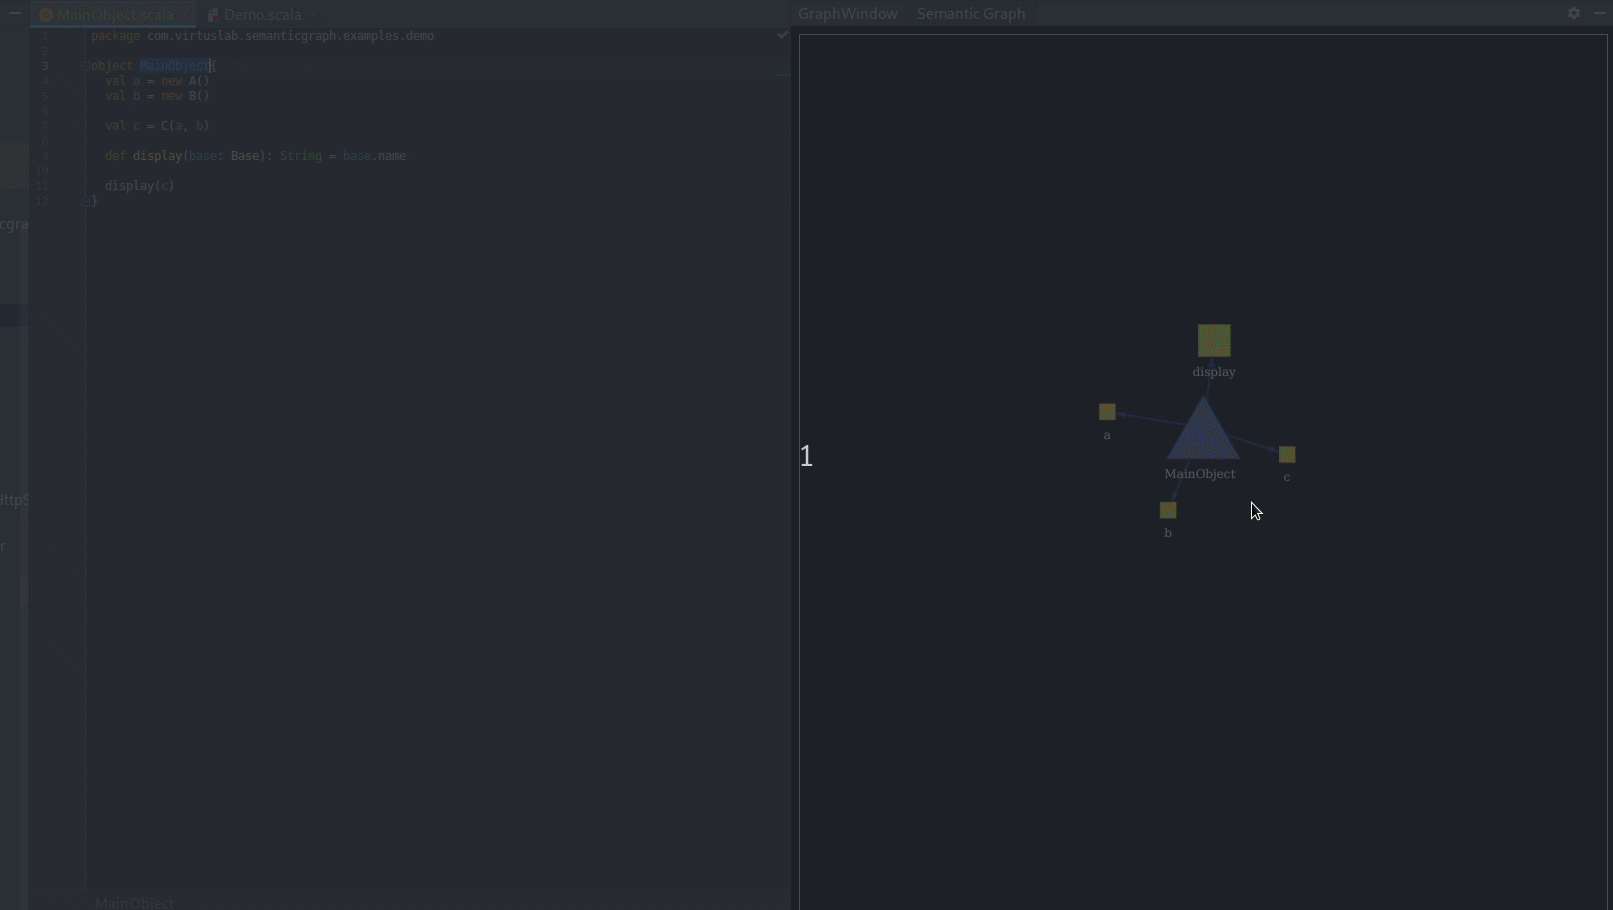 MainObject.scala
Demo.scala
GraphWindow
Semantic Graph
1 package com.virtuslab.semanticgraph.examples.demo
2
3 object MainObject{
4 val a = new A()
5 val b = new B()
6
7 val c = C(a, b)
8
9 def display(base: Base): String = base.name
10
11 display(c)
12 }
cgra
HttpS
r
display
a
MainObject
c
b
1
MainObject